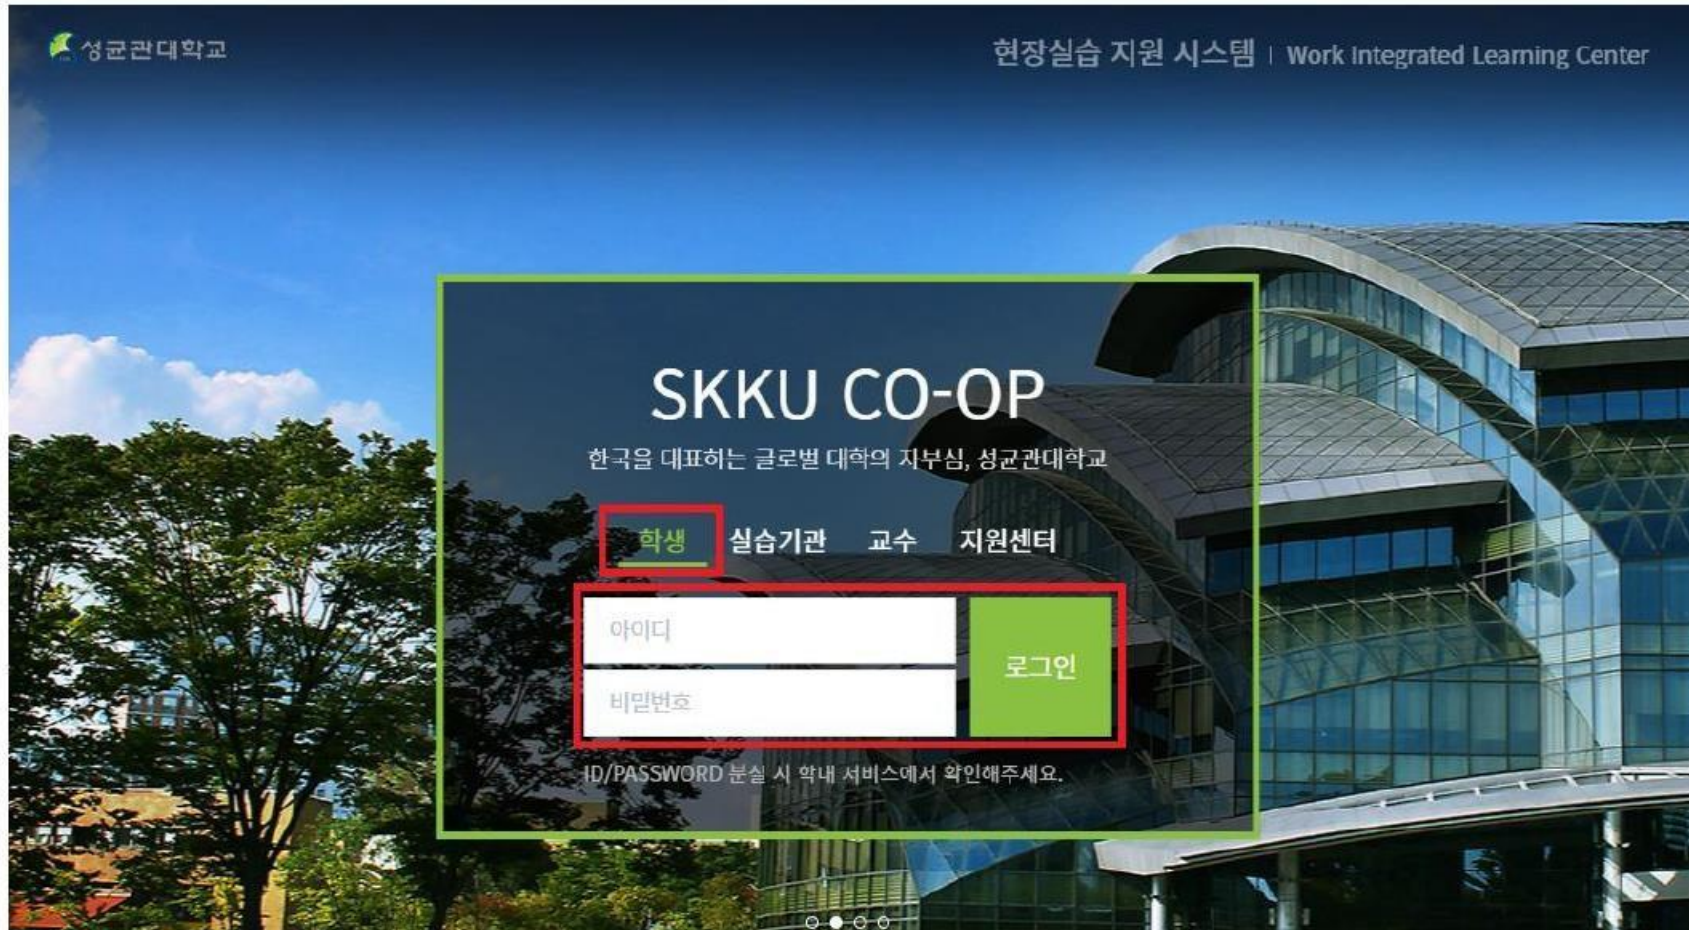 성균관대학교
현장실습 지원 시스템 | Work Integrated Learning Center
SKKU CO-OP
한국을 대표하는 글로벌 대학의 자부심, 성균관대학교
학생 실습기관 교수 지원센터
아이디
로그인
비밀번호
ID/PASSWORD 분실 시 학내 서비스에서 확인해주세요.